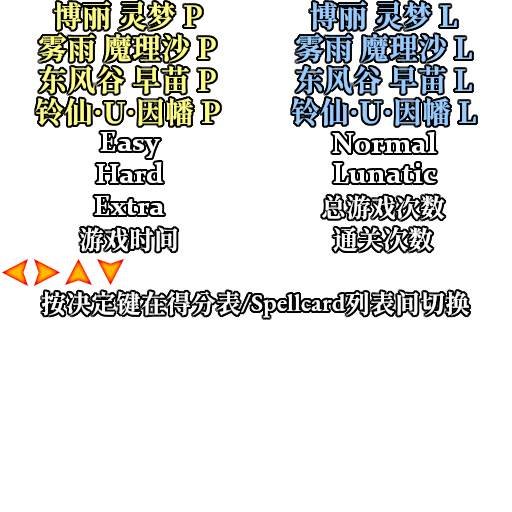 博丽 灵梦 P 博丽 灵梦 L
雾雨 魔理沙 P 雾雨 魔理沙 L
东风谷 早苗 P 东风谷 早苗 L
铃仙·U·因幡 P 铃仙·U·因幡 L
Easy Normal
Hard Lunatic
Extra 总游戏次数
游戏时间 通关次数
按决定键在得分表/Spellcard列表间切换